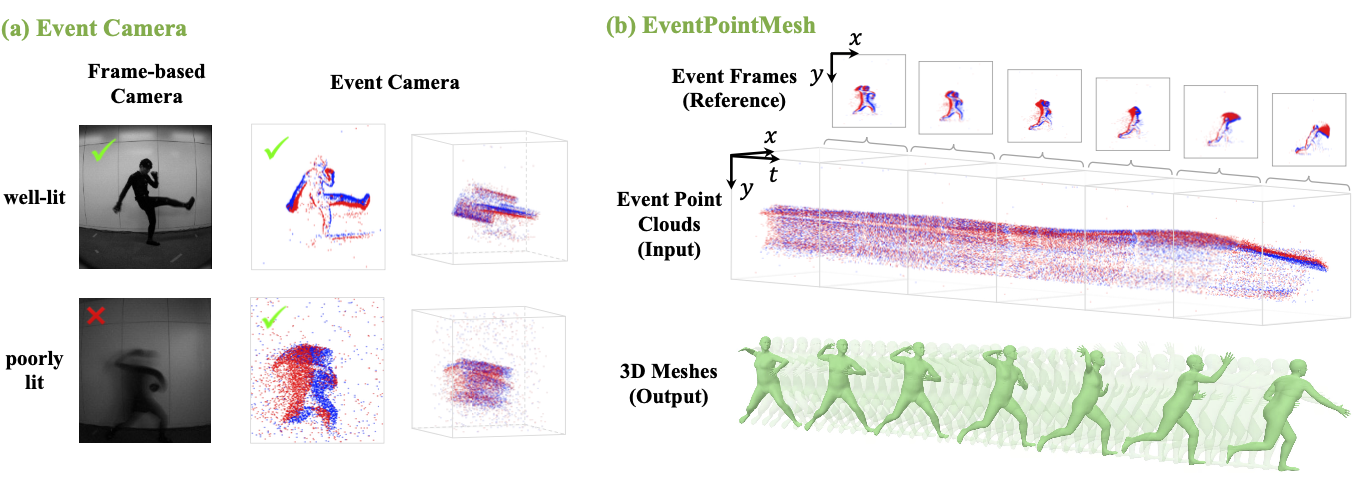 (a) Event Camera
Frame-based
Camera
Event Camera
well-lit
poorly
lit
(b) EventPointMesh
Event Frames
(Reference)
x
y
x
t
y
Event Point
Clouds
(Input)
3D Meshes
(Output)